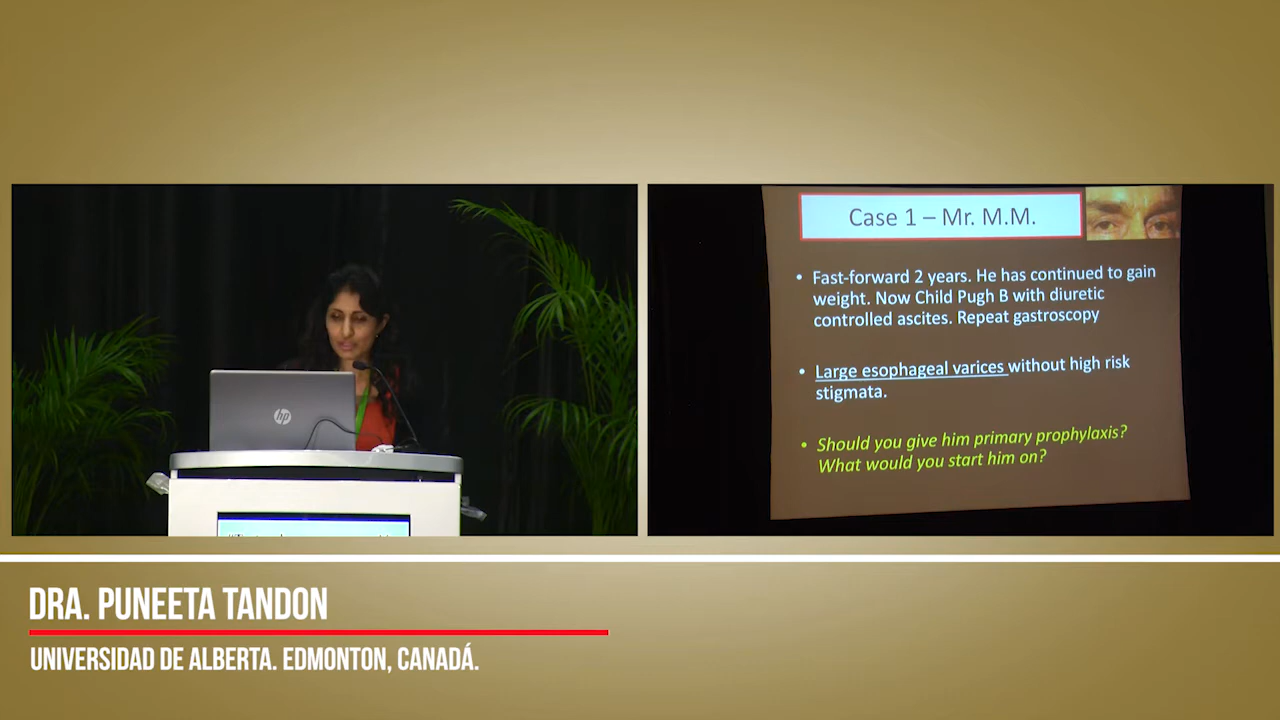 Case 1 – Mr. M.M.
• Fast-forward 2 years. He has continued to gain
weight. Now Child Pugh B with diuretic
controlled ascites. Repeat gastroscopy
• Large esophageal varices without high risk
stigmata.
• Should you give him primary prophylaxis?
What would you start him on?
hp
DRA. PUNEETA TANDON
UNIVERSIDAD DE ALBERTA. EDMONTON, CANADÁ.